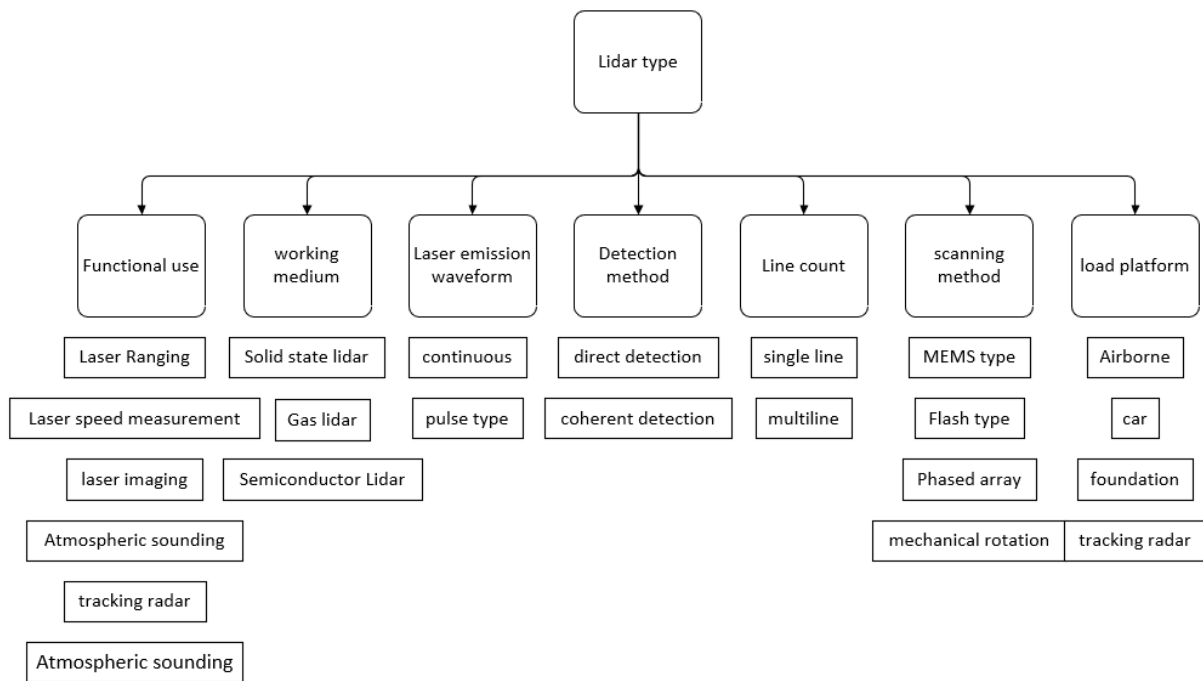 Lidar type
Functional use
working
medium
Laser emission
waveform
Detection
method
Line count
scanning
method
load platform
Laser Ranging
Solid state lidar
continuous
direct detection
single line
MEMS type
Airborne
Laser speed measurement
Gas lidar
pulse type
coherent detection
multiline
Flash type
car
laser imaging
Semiconductor Lidar
Phased array
foundation
Atmospheric sounding
mechanical rotation
tracking radar
tracking radar
Atmospheric sounding